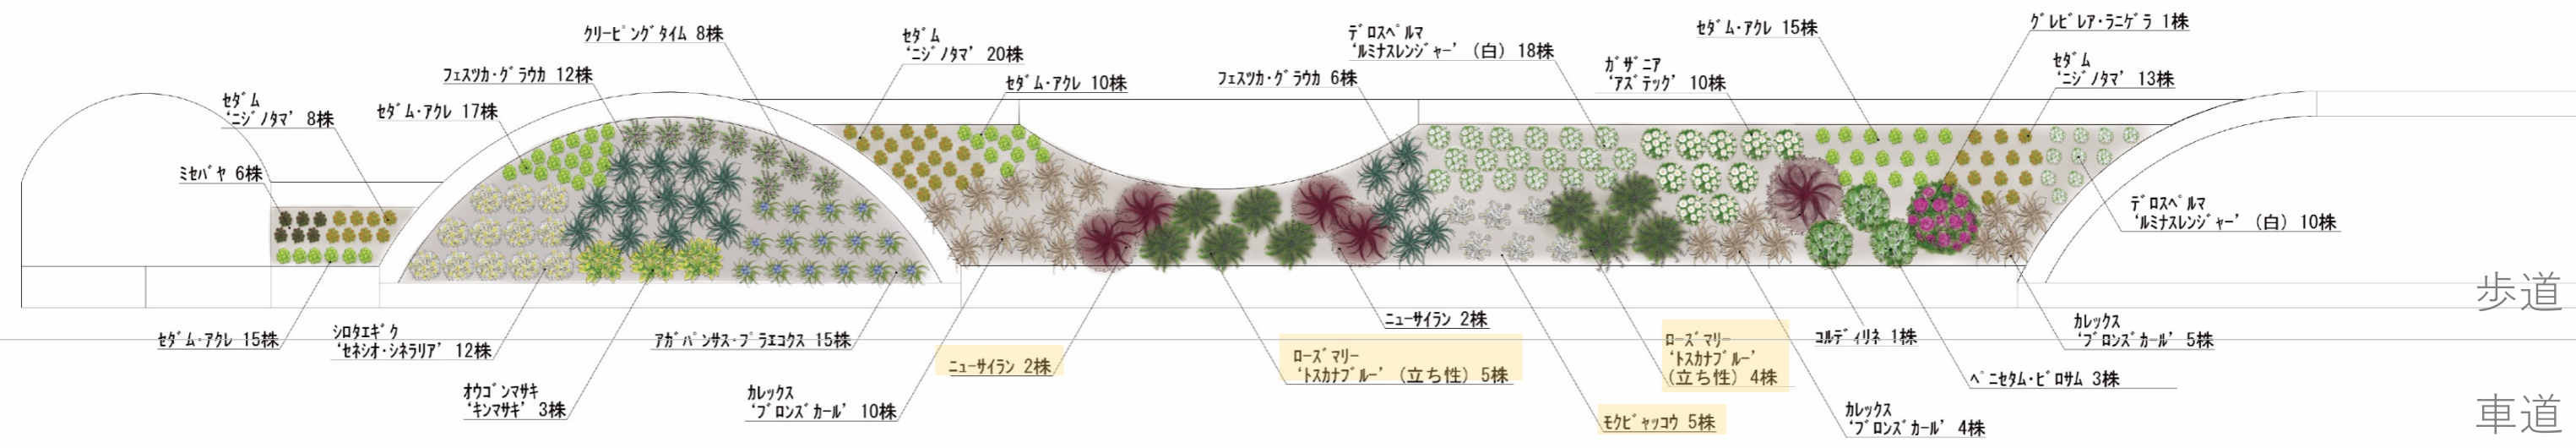 クリーピングタイム 8株
フェスツカ・グラウカ 12株
セダム
‘ニジノタマ’ 8株
セダム・アクレ 17株
ミセバヤ 6株
セダム
‘ニジノタマ’ 20株
セダム・アクレ 10株
フェスツカ・グラウカ 6株
デロスペルマ
‘ルミナスレンジャー’（白）18株
ガザニア
‘アズテック’ 10株
セダム・アクレ 15株
グレビレア・ラニゲラ 1株
セダム
‘ニジノタマ’ 13株
デロスペルマ
‘ルミナスレンジャー’（白）10株
歩道
セダム・アクレ 15株
シロタエギク
‘セネシオ・シネラリア’ 12株
オウゴンマサキ
‘キンマサキ’ 3株
アガパンサス・プラエコクス 15株
カレックス
‘ブロンズカール’ 10株
ニューサイラン 2株
ローズマリー
‘トスカナブルー’（立ち性）5株
ニューサイラン 2株
モクビャッコウ 5株
ローズマリー
‘トスカナブルー’
（立ち性）4株
コルディリネ 1株
カレックス
‘ブロンズカール’ 4株
ペニセタム・ビロサム 3株
カレックス
‘ブロンズカール’ 5株
車道